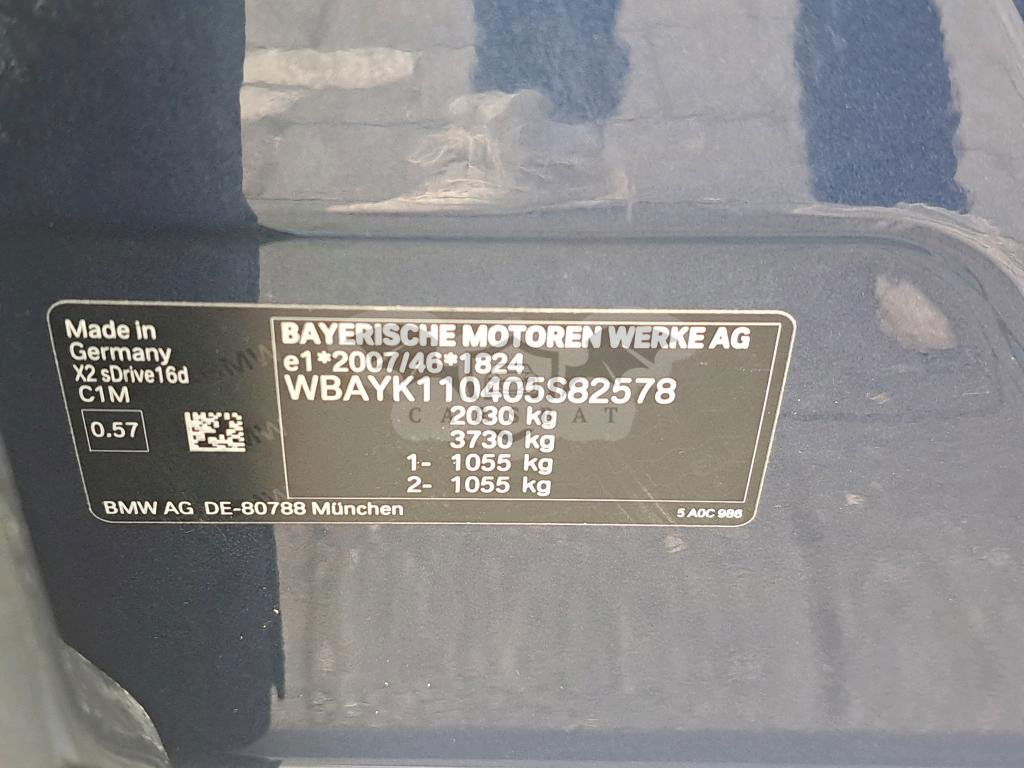 Made in
Germany
X2 sDrive16d
C1M
0.57
BAYERISCHE MOTOREN WERKE AG
e1*2007/46*1824
WBAYK110405S82578
2030 kg
3730 kg
1- 1055 kg
2- 1055 kg
BMW AG DE-80788 München
5 A0C 986